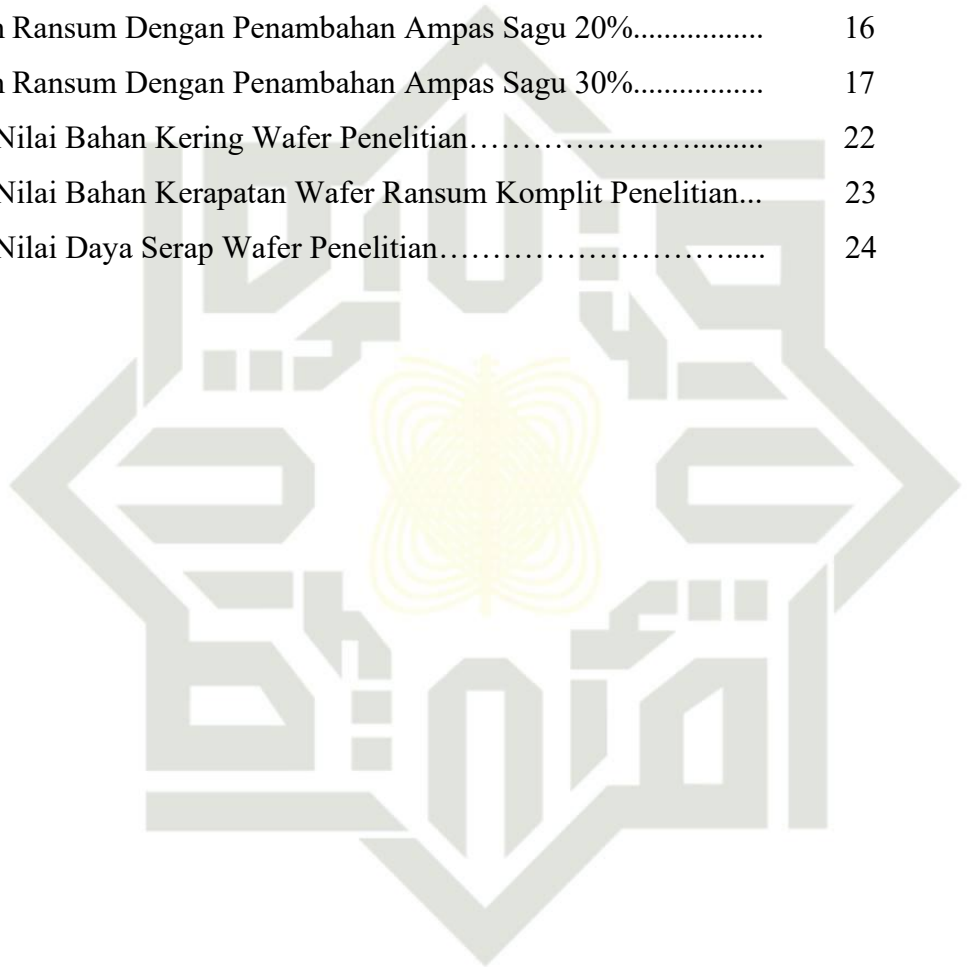 n Ransum Dengan Penambahan Ampas Sagu 20%................. 16
n Ransum Dengan Penambahan Ampas Sagu 30%................. 17
Nilai Bahan Kering Wafer Penelitian…………………….......... 22
Nilai Bahan Kerapatan Wafer Ransum Komplit Penelitian... 23
Nilai Daya Serap Wafer Penelitian………………………….... 24